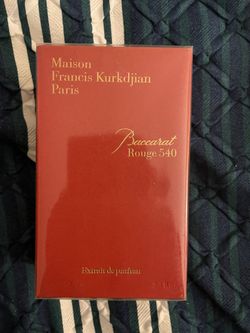 Maison
Francis Kurkdjian
Paris
Baccarat
Rouge 540
Extrait de parfum